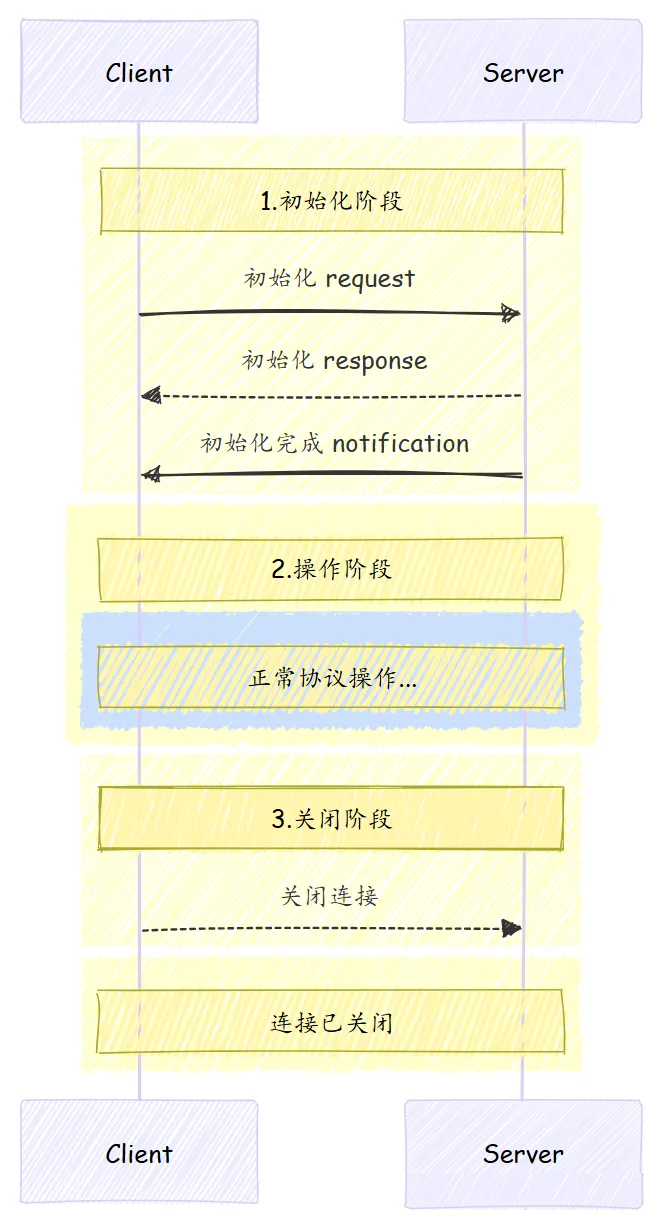 Client
Server
1.初始化阶段
初始化 request
初始化 response
初始化完成 notification
2.操作阶段
正常协议操作...
3.关闭阶段
关闭连接
连接已关闭
Client
Server